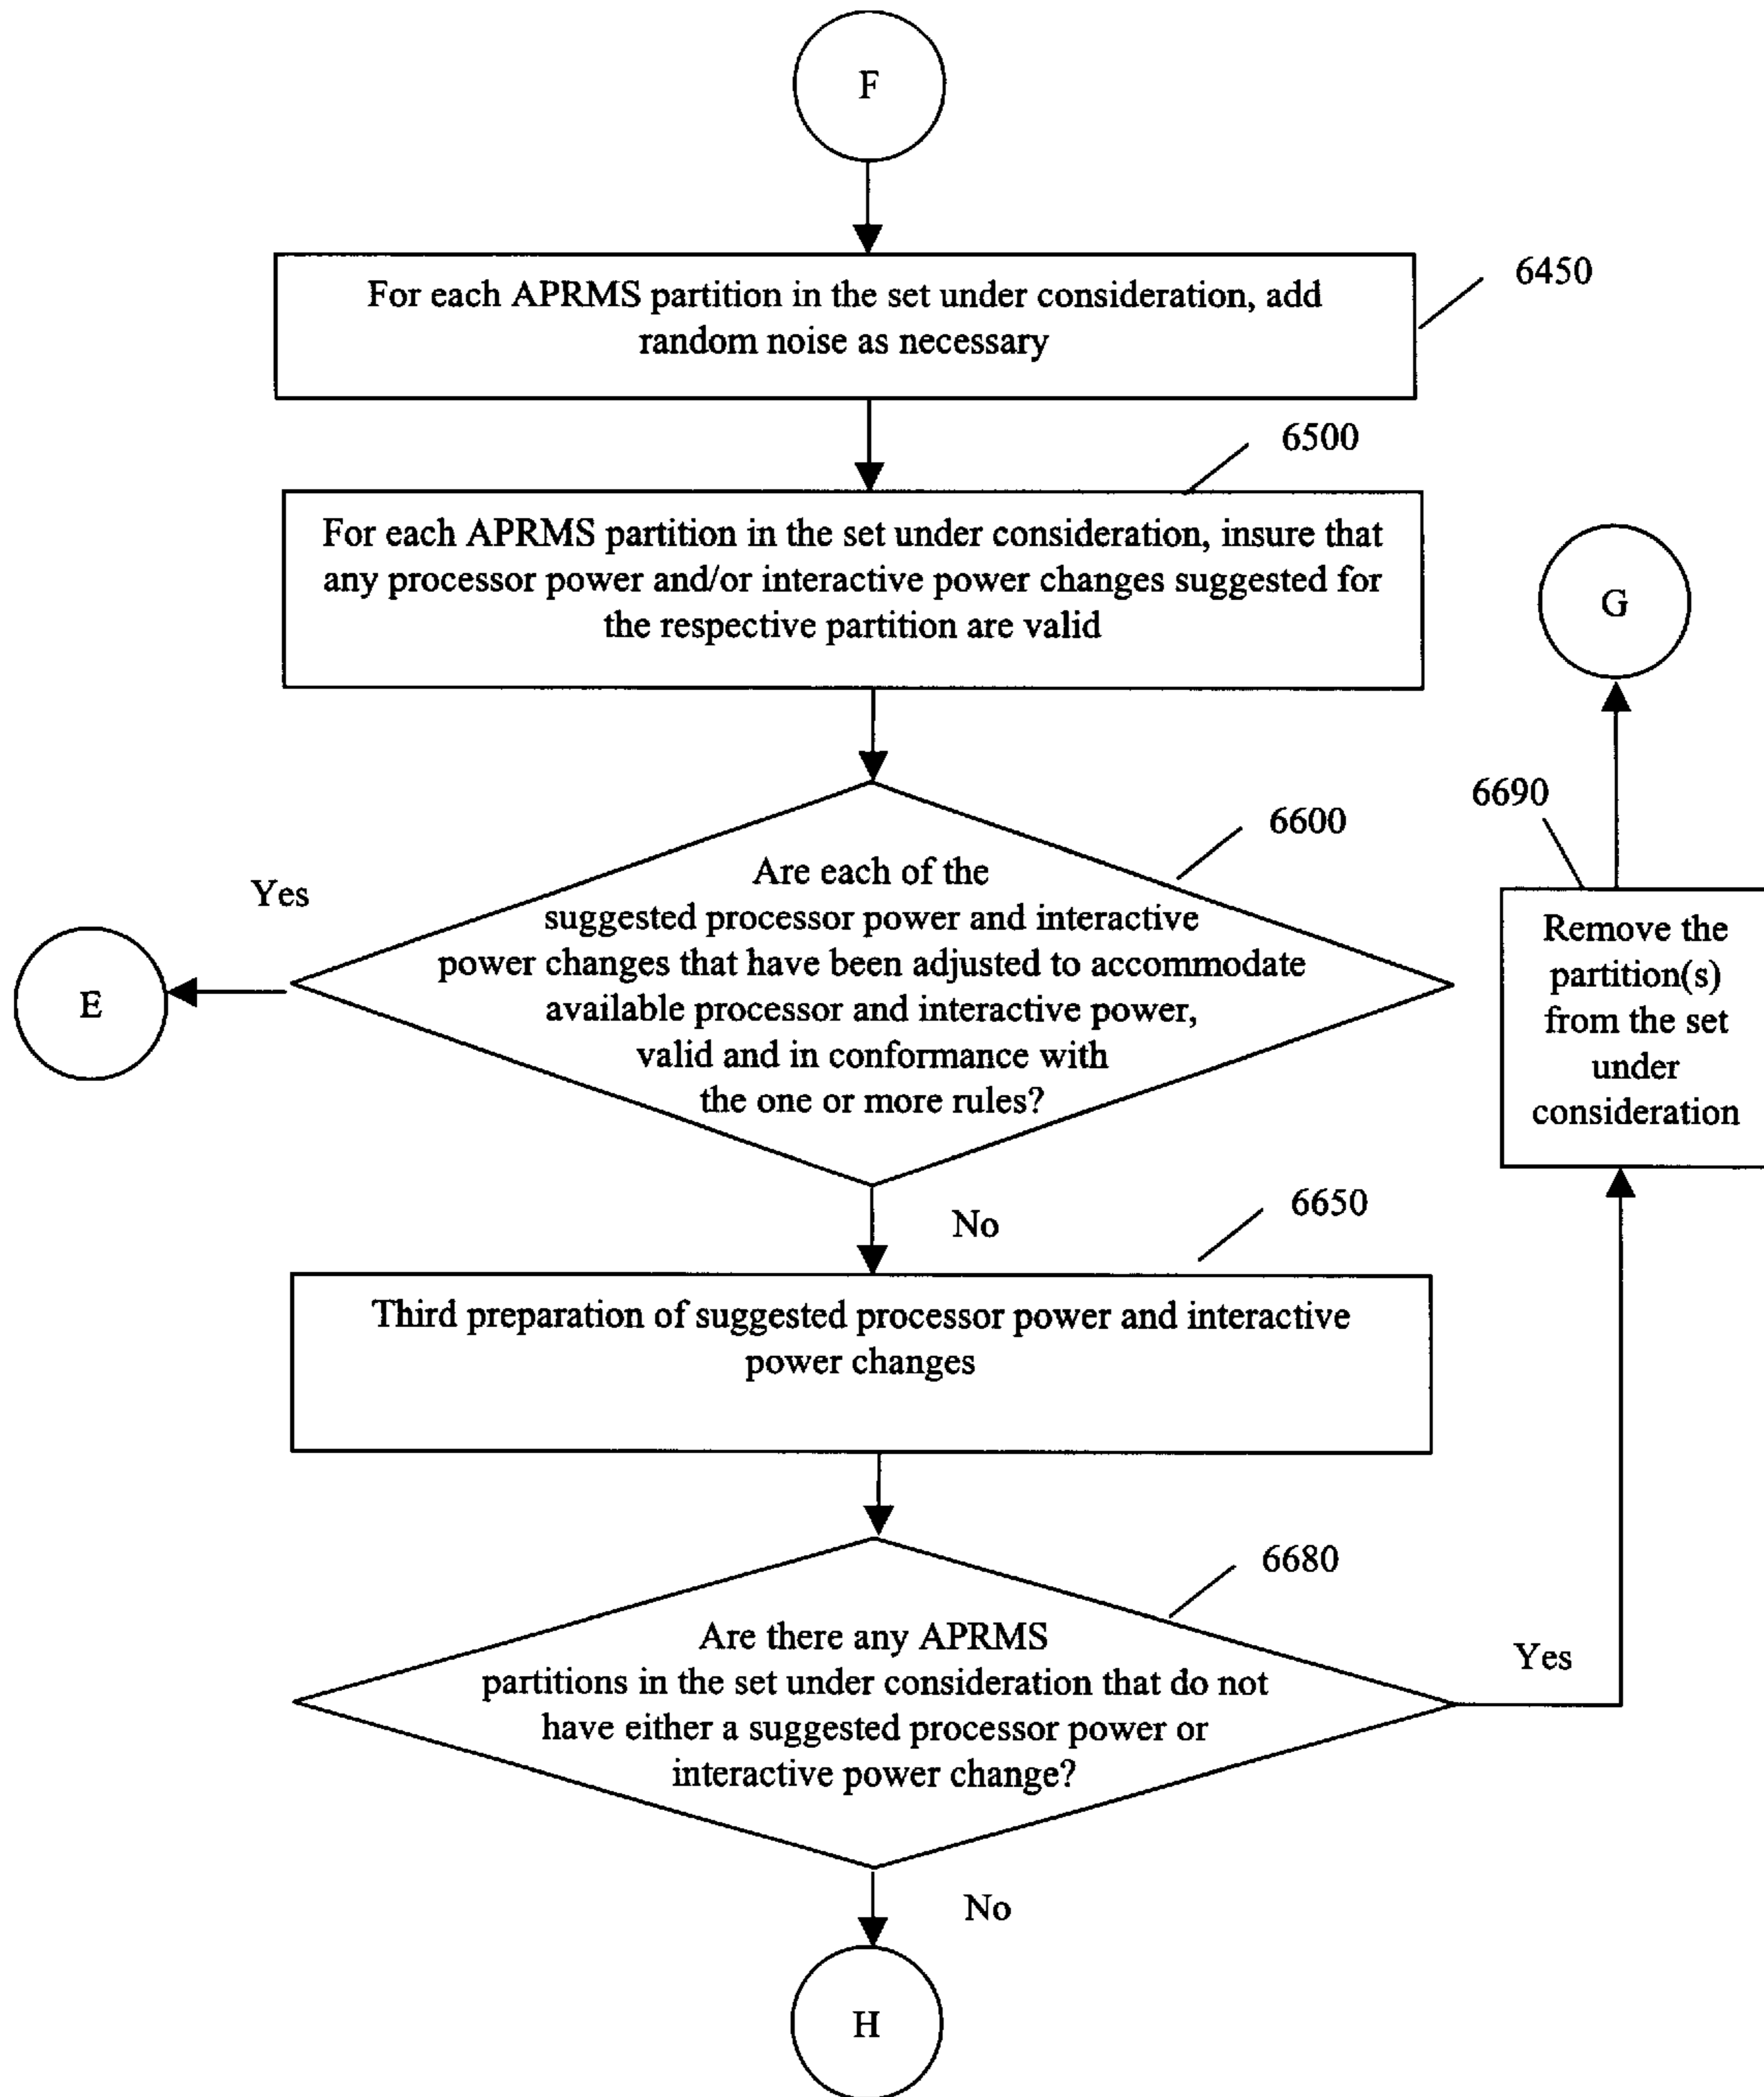 F
For each APRMS partition in the set under consideration, add
random noise as necessary
6450
6500
For each APRMS partition in the set under consideration, insure that
any processor power and/or interactive power changes suggested for
the respective partition are valid
G
6690
6600
Yes
Are each of the
suggested processor power and interactive
power changes that have been adjusted to accommodate
available processor and interactive power,
valid and in conformance with
the one or more rules?
E
Remove the
partition(s)
from the set
under
consideration
No
6650
Third preparation of suggested processor power and interactive
power changes
6680
Are there any APRMS
partitions in the set under consideration that do not
have either a suggested processor power or
interactive power change?
Yes
No
H